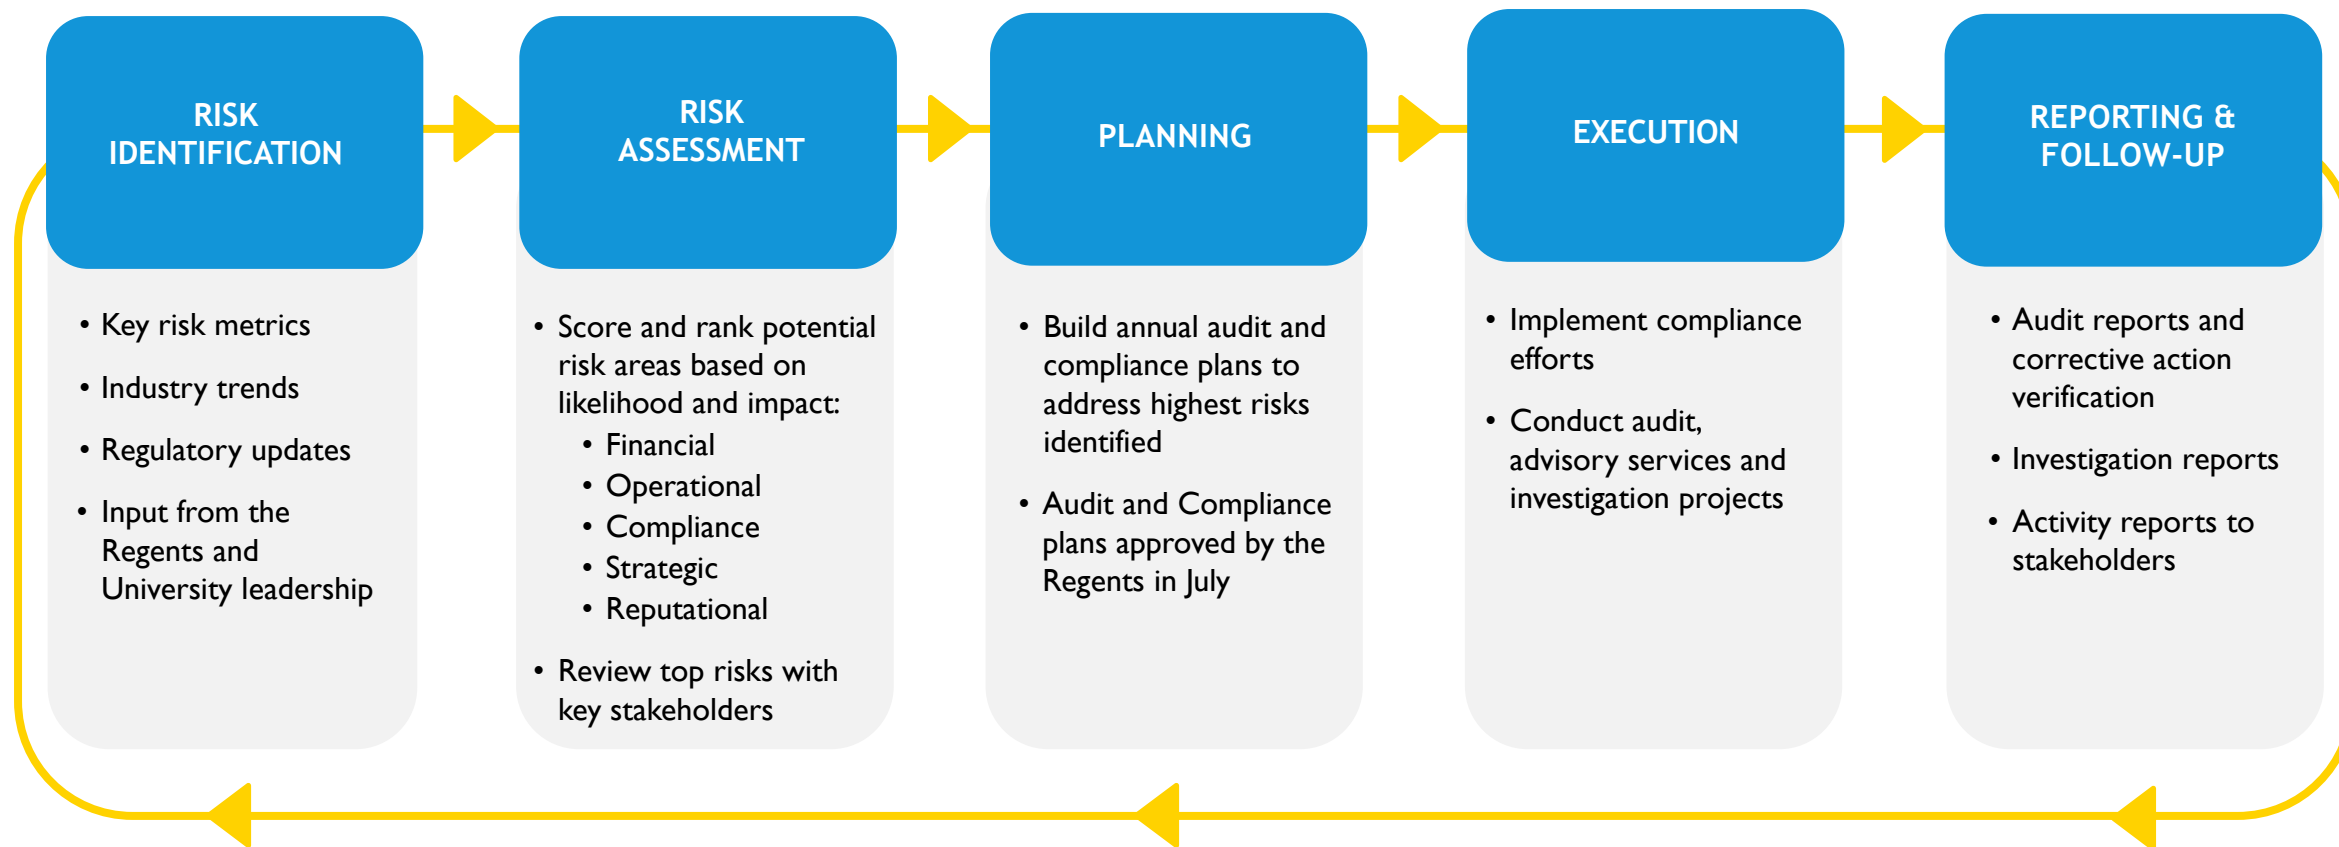 RISK
IDENTIFICATION
• Key risk metrics
• Industry trends
• Regulatory updates
• Input from the
Regents and
University leadership
RISK
ASSESSMENT
• Score and rank potential
risk areas based on
likelihood and impact:
• Financial
• Operational
• Compliance
• Strategic
• Reputational
• Review top risks with
key stakeholders
PLANNING
• Build annual audit and
compliance plans to
address highest risks
identified
• Audit and Compliance
plans approved by the
Regents in July
EXECUTION
• Implement compliance
efforts
• Conduct audit,
advisory services and
investigation projects
REPORTING &
FOLLOW-UP
• Audit reports and
corrective action
verification
• Investigation reports
• Activity reports to
stakeholders